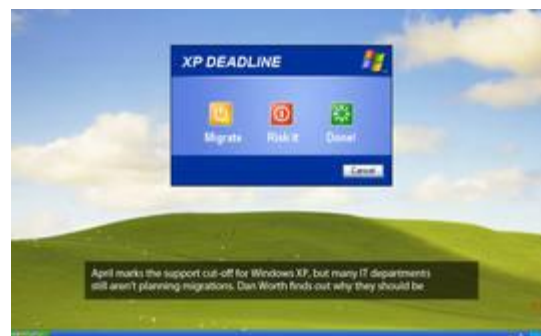 XP DEADLINE
Migrate
Risk it
Done!
Cancel
April marks the support cut-off for Windows XP, but many IT departments
still aren't planning migrations. Dan Worth finds out why they should be